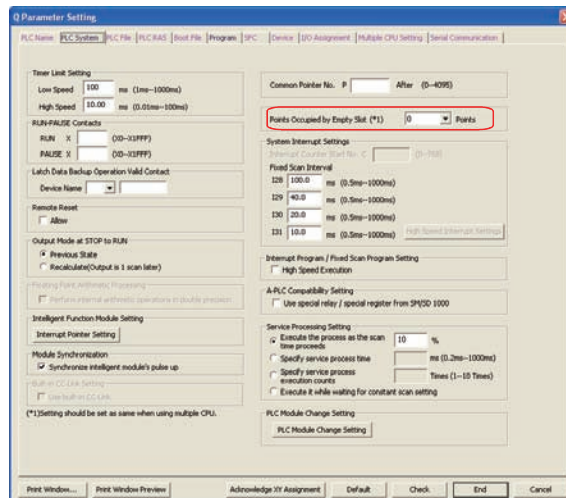 Q Parameter Setting
PLC Name PLC System PLC File PLC RAS Boot File Program SFC Device I/O Assignment Multiple CPU Setting Serial Communication
Timer Limit Setting
Low Speed 100 ms (1ms--1000ms)
High Speed 10.00 ms (0.01ms--100ms)
RUN-PAUSE Contacts
RUN X (X0--X1FFF)
PAUSE X (X0--X1FFF)
Latch Data Backup Operation Valid Contact
Device Name
Remote Reset
Allow
Output Mode at STOP to RUN
Previous State
Recalculate(Output is 1 scan later)
Floating Point Arithmetic Processing
Perform internal arithmetic operations in double precision
Intelligent Function Module Setting
Interrupt Pointer Setting
Module Synchronization
Synchronize intelligent module's pulse up
Built-in CC-Link Setting
Use built-in CC-Link
(*1)Setting should be set as same when using multiple CPU.
Common Pointer No. P After (0--4095)
Points Occupied by Empty Slot (*1) 0 Points
System Interrupt Settings
Interrupt Counter Start No. C (0--768)
Fixed Scan Interval
I28 100.0 ms (0.5ms--1000ms)
I29 40.0 ms (0.5ms--1000ms)
I30 20.0 ms (0.5ms--1000ms)
I31 10.0 ms (0.5ms--1000ms) High Speed Interrupt Settings
Interrupt Program / Fixed Scan Program Setting
High Speed Execution
A-PLC Compatibility Setting
Use special relay / special register from SM/SD 1000
Service Processing Setting
Execute the process as the scan time proceeds 10 %
Specify service process time ms (0.2ms--1000ms)
Specify service process execution counts Times (1--10 Times)
Execute it while waiting for constant scan setting
PLC Module Change Setting
PLC Module Change Setting
Print Window... Print Window Preview Acknowledge XY Assignment Default Check End Cancel